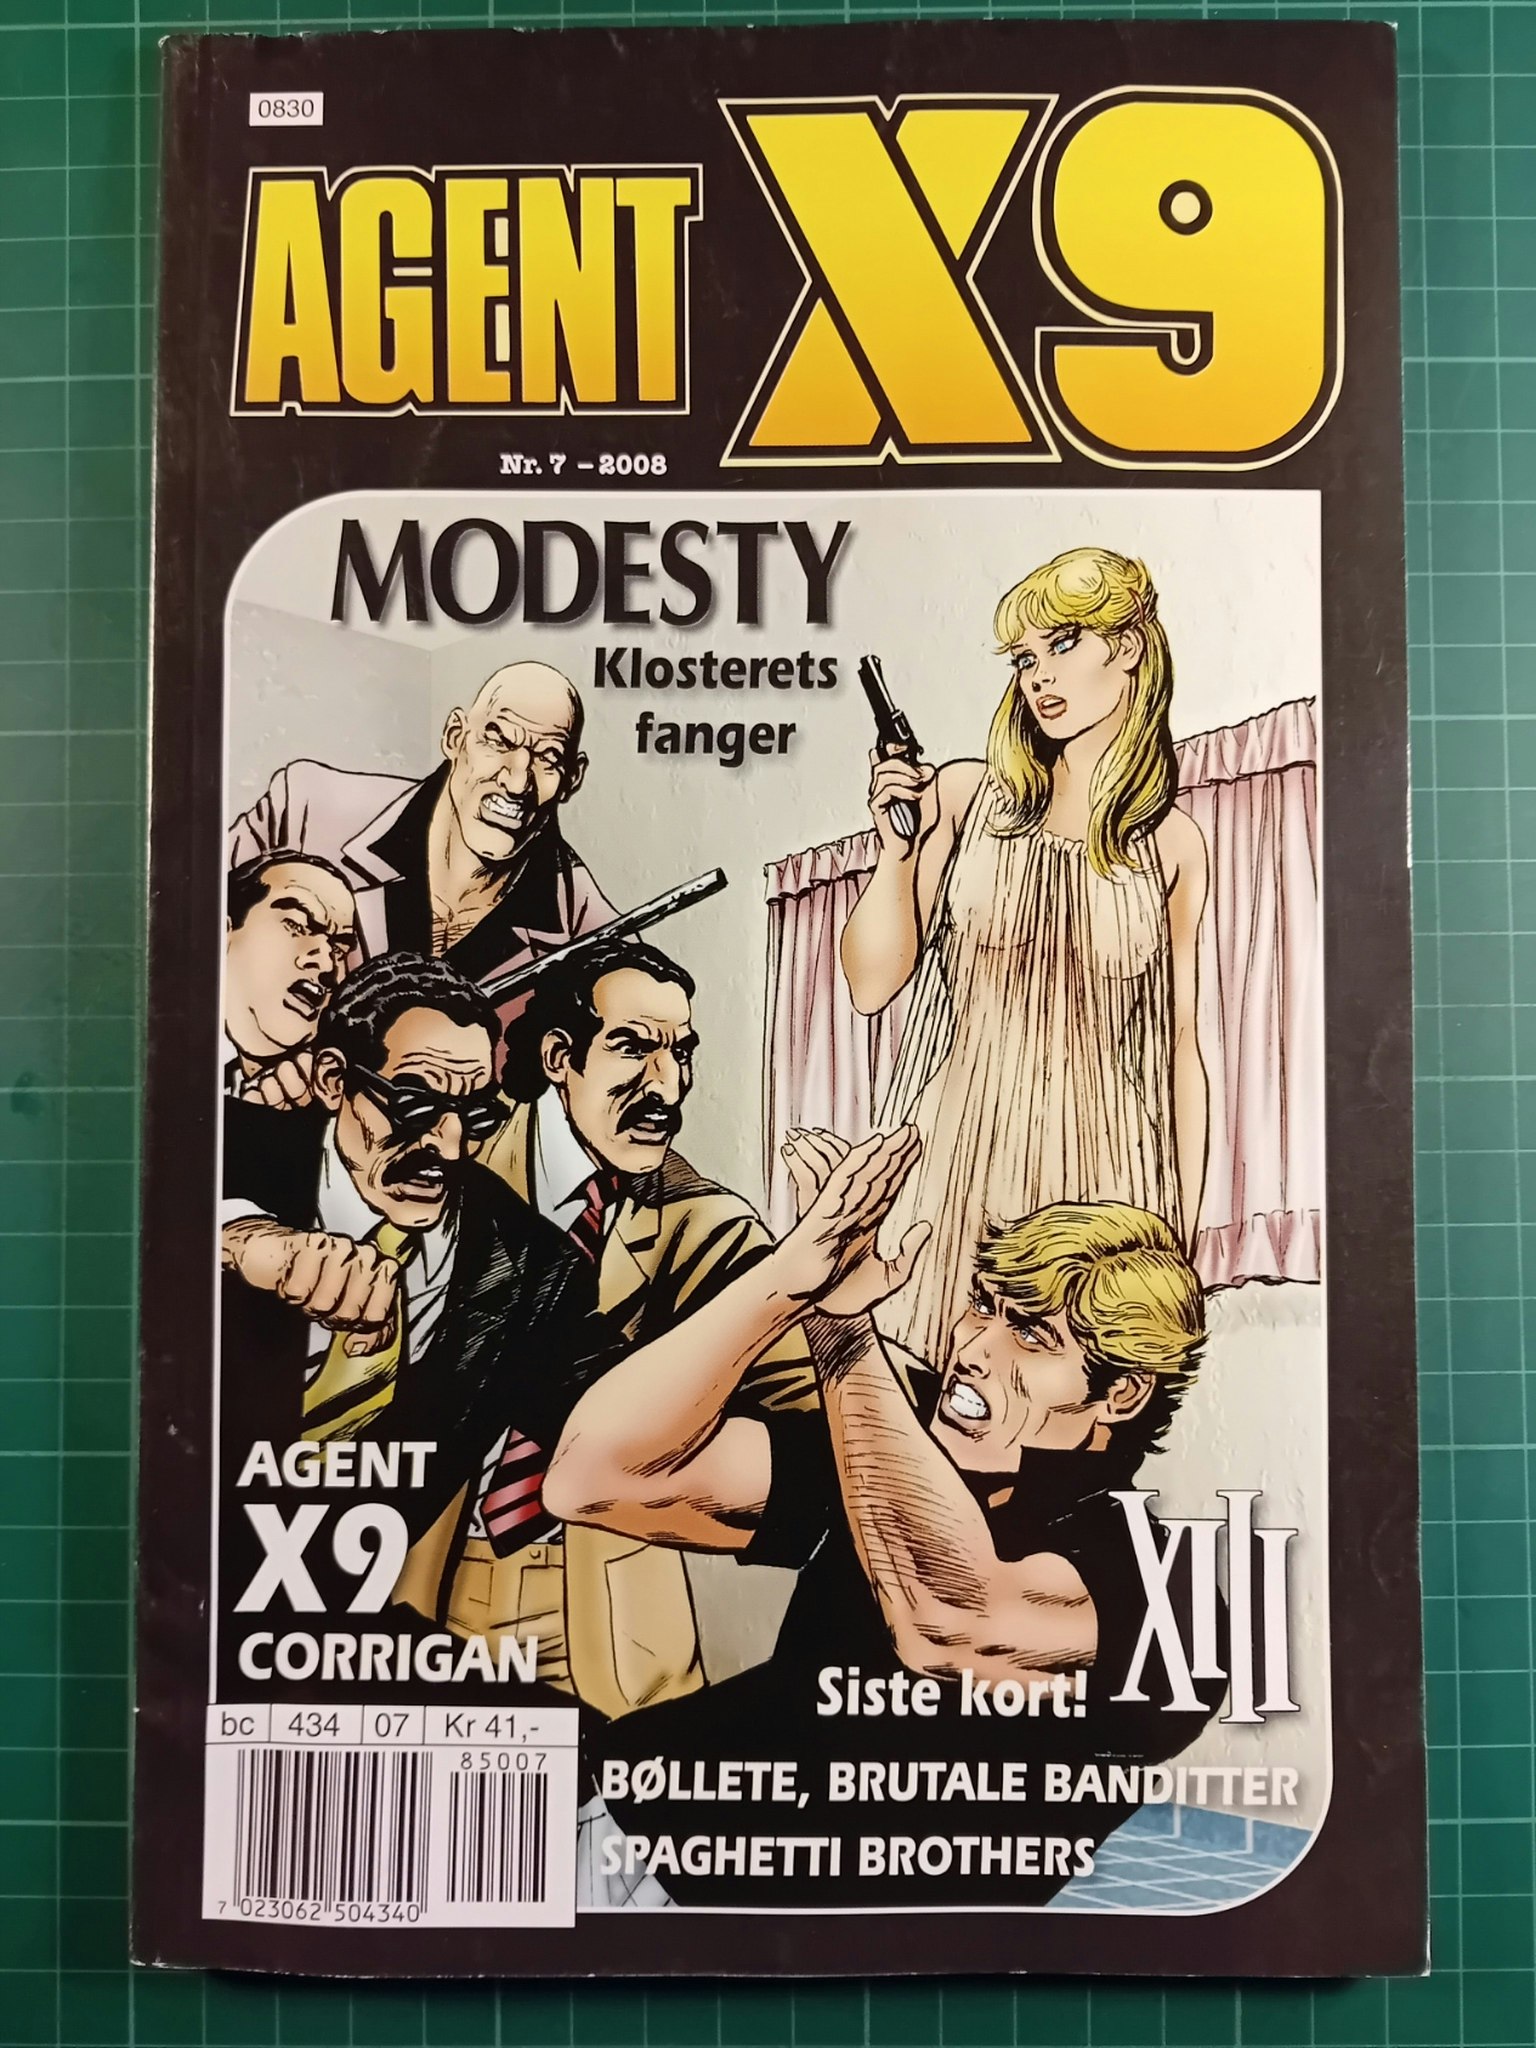 0830
AGENT X9
Nr. 7 – 2008
MODESTY
Klosterets
fanger
AGENT
X9
CORRIGAN
XIII
Siste kort!
BØLLETE, BRUTALE BANDITTER
SPAGHETTI BROTHERS
bc 434 07 Kr 41,-
85007
7 023062 504340